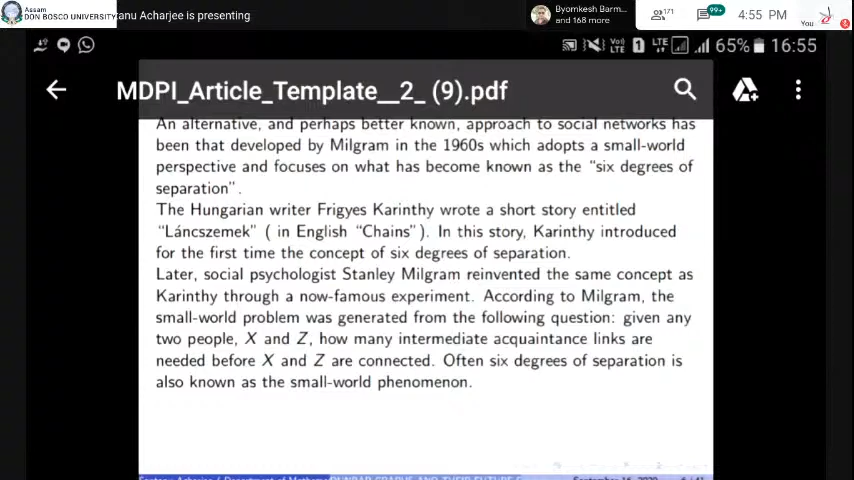 Assam
DON BOSCO UNIVERSITY
anu Acharjee is presenting
Byomkesh Barm...
and 168 more
171
99+
4:55 PM
You
LTE 1 LTE 65% 16:55
MDPI_Article_Template__2_ (9).pdf
An alternative, and perhaps better known, approach to social networks has
been that developed by Milgram in the 1960s which adopts a small-world
perspective and focuses on what has become known as the "six degrees of
separation".
The Hungarian writer Frigyes Karinthy wrote a short story entitled
"Láncszemek" ( in English "Chains"). In this story, Karinthy introduced
for the first time the concept of six degrees of separation.
Later, social psychologist Stanley Milgram reinvented the same concept as
Karinthy through a now-famous experiment. According to Milgram, the
small-world problem was generated from the following question: given any
two people, X and Z, how many intermediate acquaintance links are
needed before X and Z are connected. Often six degrees of separation is
also known as the small-world phenomenon.